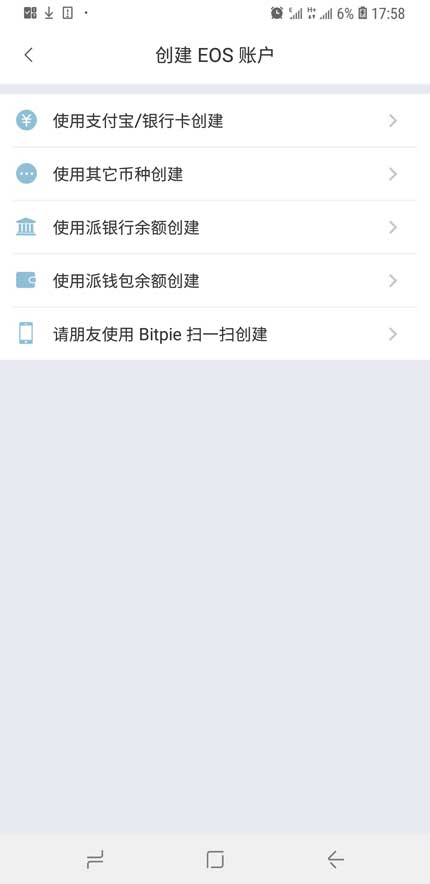 6% 17:58
创建 EOS 账户
使用支付宝/银行卡创建
使用其它币种创建
使用派银行余额创建
使用派钱包余额创建
请朋友使用 Bitpie 扫一扫创建